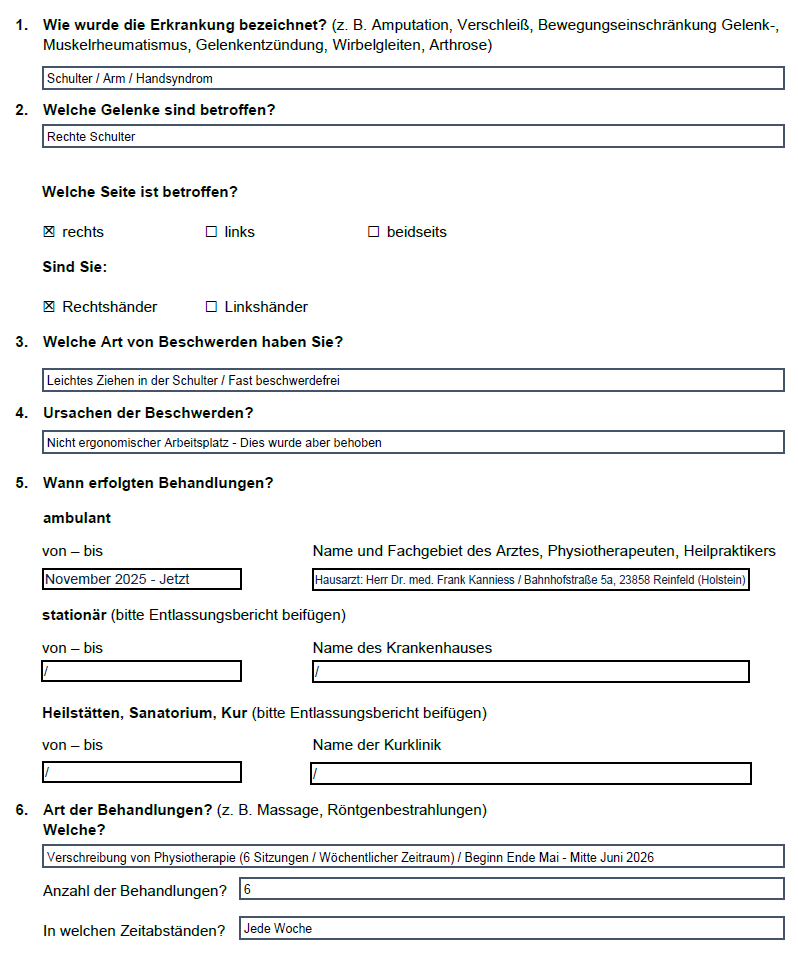 1. Wie wurde die Erkrankung bezeichnet? (z. B. Amputation, Verschleiß, Bewegungseinschränkung Gelenk-,
Muskelrheumatismus, Gelenkentzündung, Wirbelgleiten, Arthrose)
Schulter / Arm / Handsyndrom
2. Welche Gelenke sind betroffen?
Rechte Schulter
Welche Seite ist betroffen?
☒ rechts ☐ links ☐ beidseits
Sind Sie:
☒ Rechtshänder ☐ Linkshänder
3. Welche Art von Beschwerden haben Sie?
Leichtes Ziehen in der Schulter / Fast beschwerdefrei
4. Ursachen der Beschwerden?
Nicht ergonomischer Arbeitsplatz - Dies wurde aber behoben
5. Wann erfolgten Behandlungen?
ambulant
von – bis Name und Fachgebiet des Arztes, Physiotherapeuten, Heilpraktikers
November 2025 - Jetzt Hausarzt: Herr Dr. med. Frank Kanniess / Bahnhofstraße 5a, 23858 Reinfeld (Holstein)
stationär (bitte Entlassungsbericht beifügen)
von – bis Name des Krankenhauses
/ /
Heilstätten, Sanatorium, Kur (bitte Entlassungsbericht beifügen)
von – bis Name der Kurklinik
/ /
6. Art der Behandlungen? (z. B. Massage, Röntgenbestrahlungen)
Welche?
Verschreibung von Physiotherapie (6 Sitzungen / Wöchentlicher Zeitraum) / Beginn Ende Mai - Mitte Juni 2026
Anzahl der Behandlungen? 6
In welchen Zeitabständen? Jede Woche